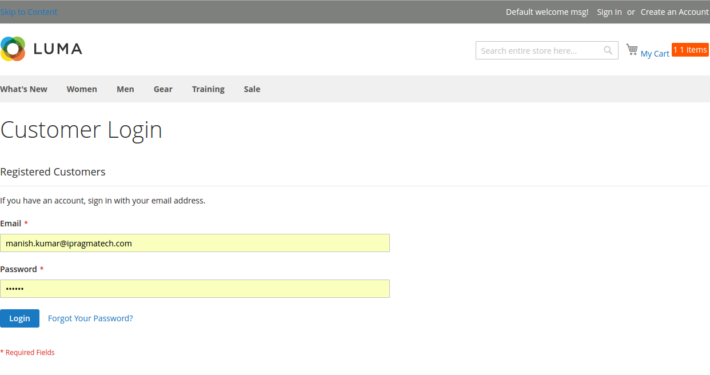 Skip to Content
Default welcome msg! Sign In or Create an Account
LUMA
Search entire store here...
My Cart 1 1 Items
What's New Women Men Gear Training Sale
Customer Login
Registered Customers
If you have an account, sign in with your email address.
Email *
manish.kumar@ipragmatech.com
Password *
••••••
Login Forgot Your Password?
* Required Fields